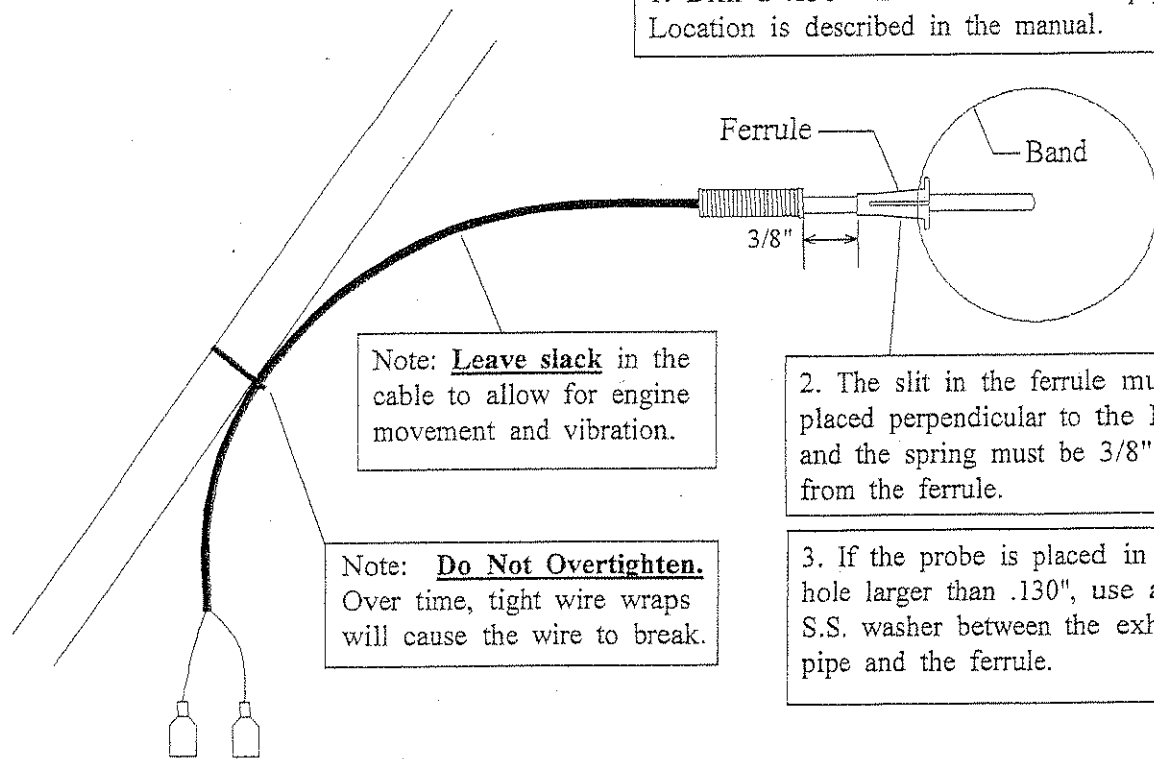 Location is described in the manual.
Ferrule
Band
3/8"
Note: Leave slack in the
cable to allow for engine
movement and vibration.
2. The slit in the ferrule
placed perpendicular to the
and the spring must be 3/8"
from the ferrule.
Note: Do Not Overtighten.
Over time, tight wire wraps
will cause the wire to break.
3. If the probe is placed in
hole larger than .130", use
S.S. washer between the
pipe and the ferrule.